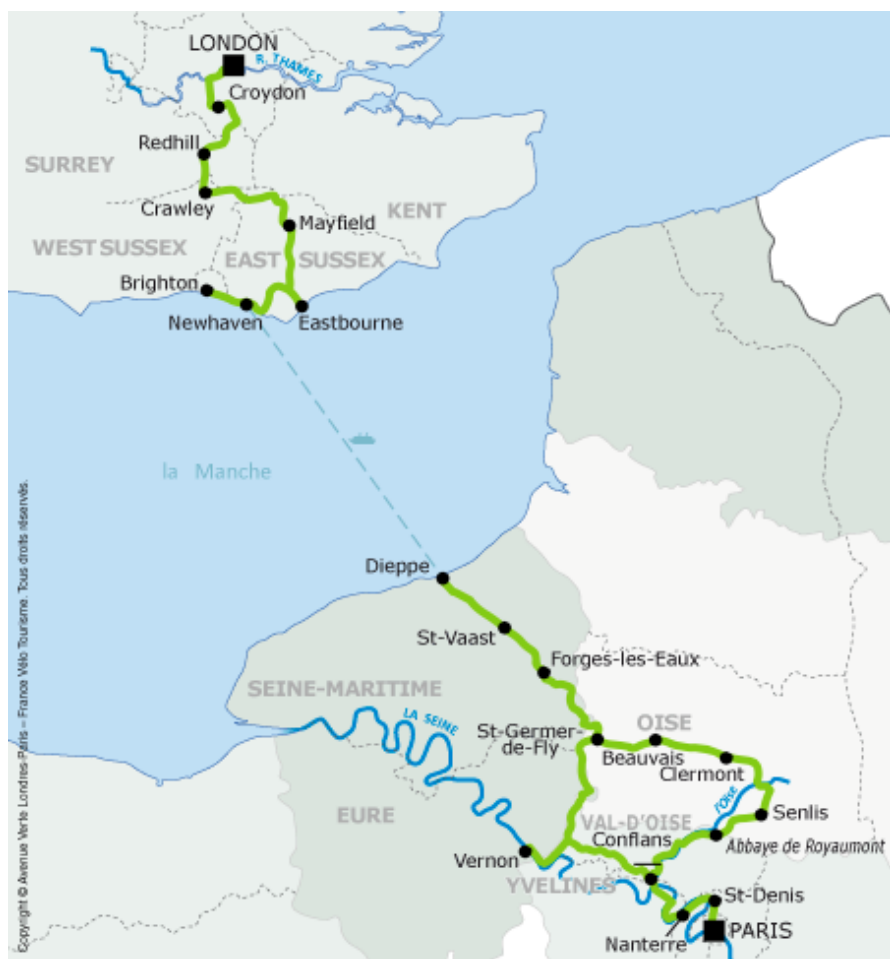 LONDON
R. THAMES
Croydon
Redhill
SURREY
Crawley
KENT
Mayfield
WEST SUSSEX
EAST SUSSEX
Brighton
Newhaven
Eastbourne
la Manche
Dieppe
St-Vaast
Forges-les-Eaux
SEINE-MARITIME
LA SEINE
St-Germer-
de-Fly
OISE
Beauvais
Clermont
l'Oise
Senlis
EURE
VAL-D'OISE
Conflans
Abbaye de Royaumont
Vernon
YVELINES
St-Denis
Nanterre
PARIS
Copyright © Avenue Verte Londres-Paris – France Vélo Tourisme. Tous droits réservés.